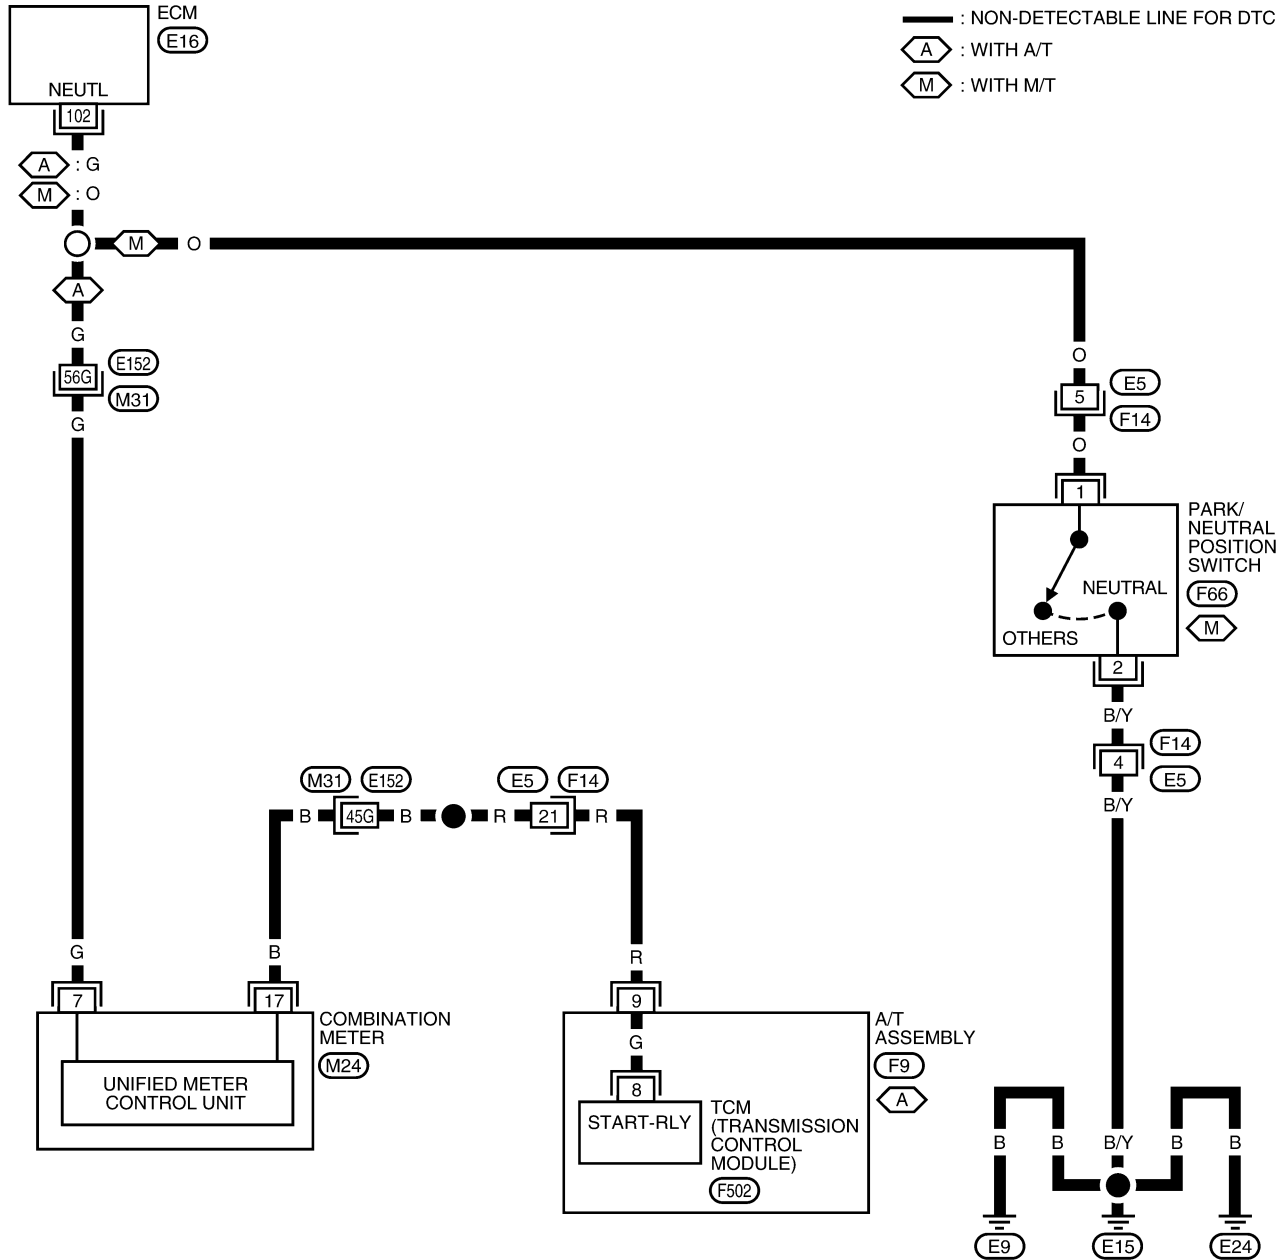 ECM
E16
NEUTL
102
A : G
M : O
: NON-DETECTABLE LINE FOR DTC
A : WITH A/T
M : WITH M/T
M O
A
G
56G
E152
M31
G
O
5
E5
F14
O
1
PARK/
NEUTRAL
POSITION
SWITCH
F66
M
NEUTRAL
OTHERS
2
B/Y
4
F14
E5
B/Y
M31 E152 E5 F14
B 45G B R 21 R
G B R
7 17 9
COMBINATION
METER
M24
UNIFIED METER
CONTROL UNIT
A/T
ASSEMBLY
F9
A
G
8
START-RLY
TCM
(TRANSMISSION
CONTROL
MODULE)
F502
B B B/Y B B
E9 E15 E24